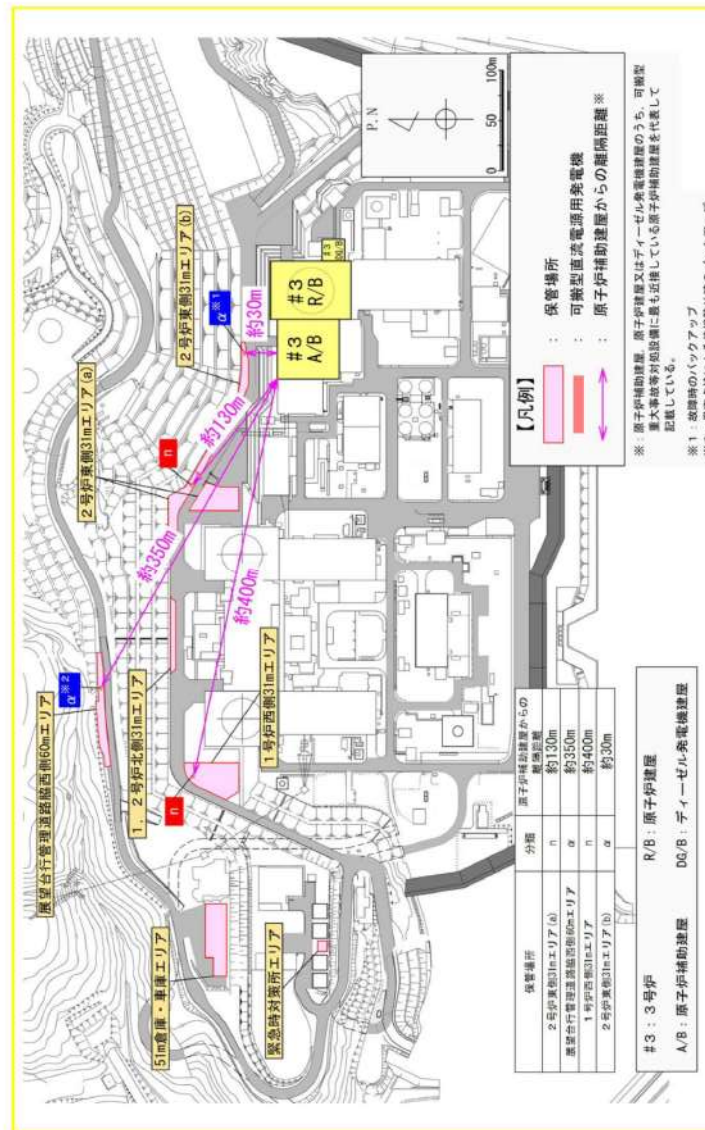 展望台行管理道路脇西側60mエリア
α※2
2号炉東側31mエリア(a)
n
2号炉東側31mエリア(b)
α※1
約30m
約130m
約350m
約400m
#3
A/B
#3
R/B
#3
DG/B
1,2号炉北側31mエリア
n
1号炉西側31mエリア
51m倉庫・車庫エリア
緊急時対策所エリア
P.N
0 50 100m
【凡例】
: 保管場所
: 可搬型直流電源用発電機
: 原子炉補助建屋からの離隔距離※
※:原子炉補助建屋、原子炉建屋又はディーゼル発電機建屋のうち、可搬型
重大事故等対処設備に最も近接している原子炉補助建屋を代表して
記載している。
※1:故障時のバックアップ
保管場所 分類 原子炉補助建屋からの離隔距離
2号炉東側31mエリア(a) n 約130m
展望台行管理道路脇西側60mエリア α 約350m
1号炉西側31mエリア n 約400m
2号炉東側31mエリア(b) α 約30m
#3:3号炉 R/B:原子炉建屋
A/B:原子炉補助建屋 DG/B:ディーゼル発電機建屋